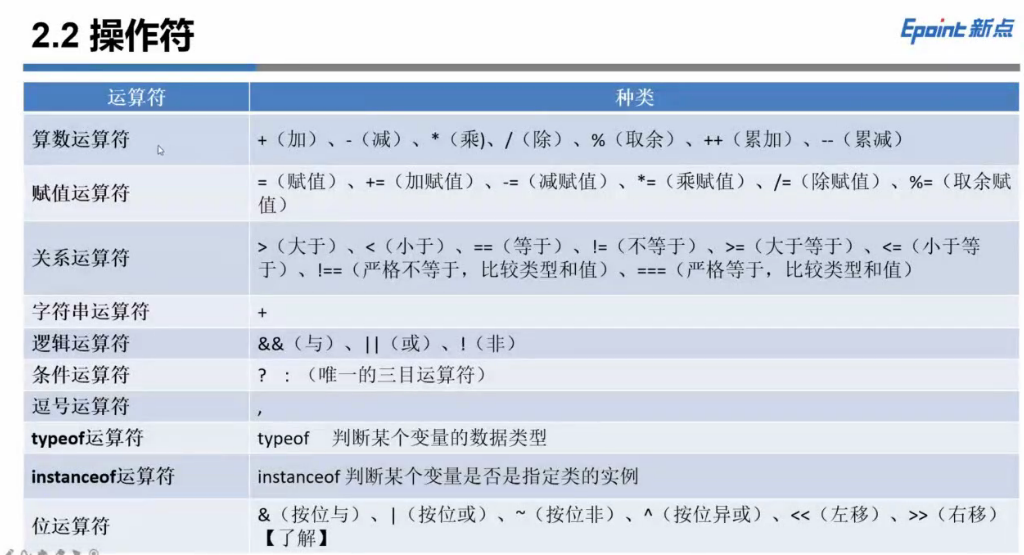 2.2 操作符
Epoint新点
运算符 种类
算数运算符 +（加）、-（减）、*（乘)、/（除）、%（取余）、++（累加）、--（累减）
赋值运算符 =（赋值）、+=（加赋值）、-=（减赋值）、*=（乘赋值）、/=（除赋值）、%=（取余赋
值）
关系运算符 >（大于）、<（小于）、==（等于）、!=（不等于）、>=（大于等于）、<=（小于等
于）、!==（严格不等于，比较类型和值）、===（严格等于，比较类型和值）
字符串运算符 +
逻辑运算符 &&（与）、||（或）、!（非）
条件运算符 ? :（唯一的三目运算符）
逗号运算符 ,
typeof运算符 typeof 判断某个变量的数据类型
instanceof运算符 instanceof 判断某个变量是否是指定类的实例
位运算符 &（按位与）、|（按位或）、~（按位非）、^（按位异或）、<<（左移）、>>（右移）
【了解】